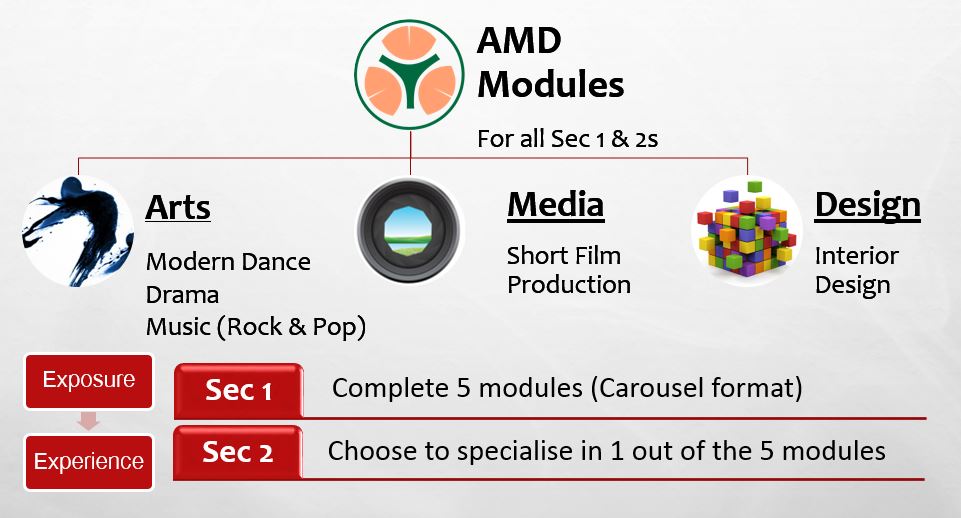 AMD
Modules
For all Sec 1 & 2s
Arts
Modern Dance
Drama
Music (Rock & Pop)
Media
Short Film
Production
Design
Interior
Design
Exposure
Sec 1
Complete 5 modules (Carousel format)
Experience
Sec 2
Choose to specialise in 1 out of the 5 modules